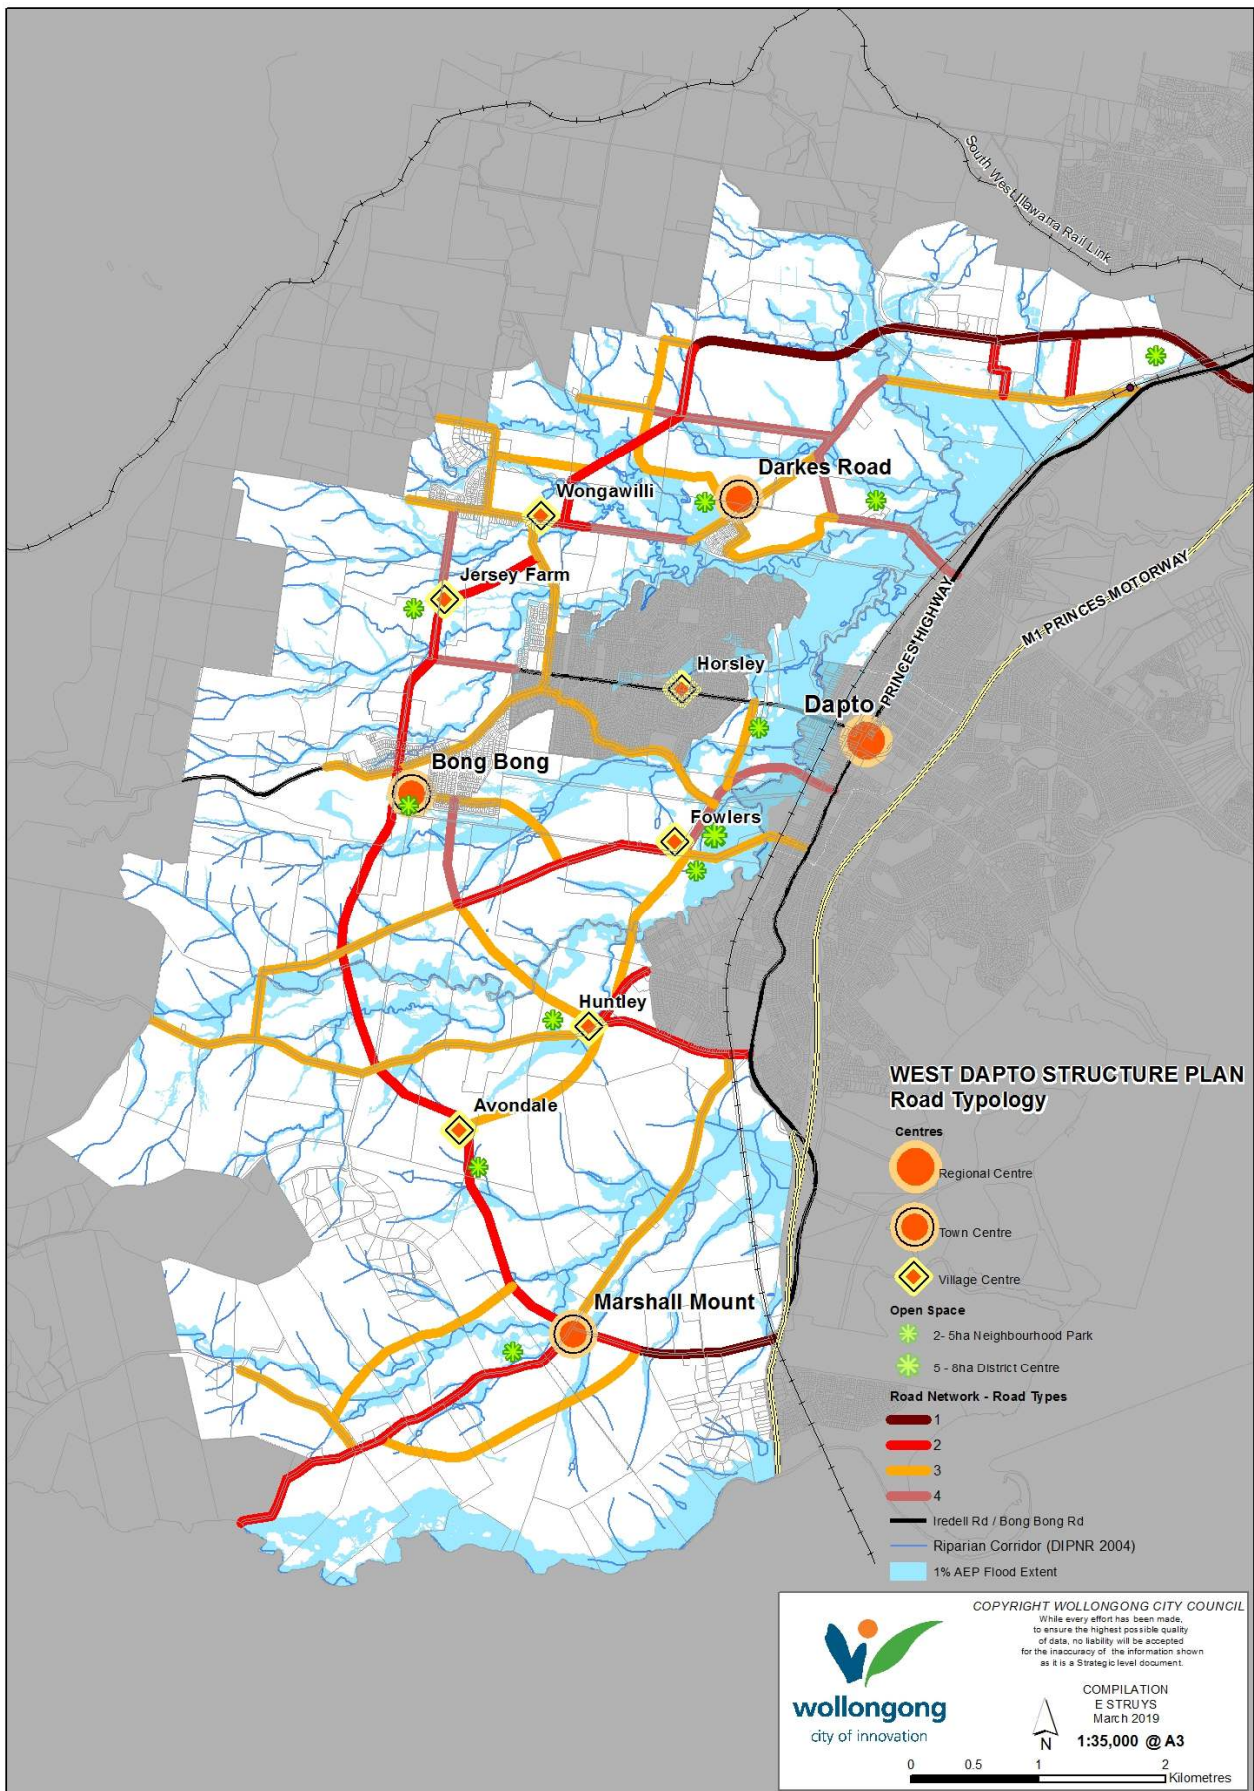 South West Illawarra Rail Link
Darkes Road
Wongawilli
Jersey Farm
M1 PRINCES MOTORWAY
PRINCES HIGHWAY
Horsley
Dapto
Bong Bong
Fowlers
Huntley
Avondale
Marshall Mount
WEST DAPTO STRUCTURE PLAN
Road Typology
Centres
Regional Centre
Town Centre
Village Centre
Open Space
2- 5ha Neighbourhood Park
5 - 8ha District Centre
Road Network - Road Types
1
2
3
4
Iredell Rd / Bong Bong Rd
Riparian Corridor (DIPNR 2004)
1% AEP Flood Extent
wollongong
city of innovation
COPYRIGHT WOLLONGONG CITY COUNCIL
While every effort has been made,
to ensure the highest possible quality
of data, no liability will be accepted
for the inaccuracy of the information shown
as it is a Strategic level document.
COMPILATION
E STRUYS
March 2019
N
1:35,000 @ A3
0 0.5 1 2
Kilometres